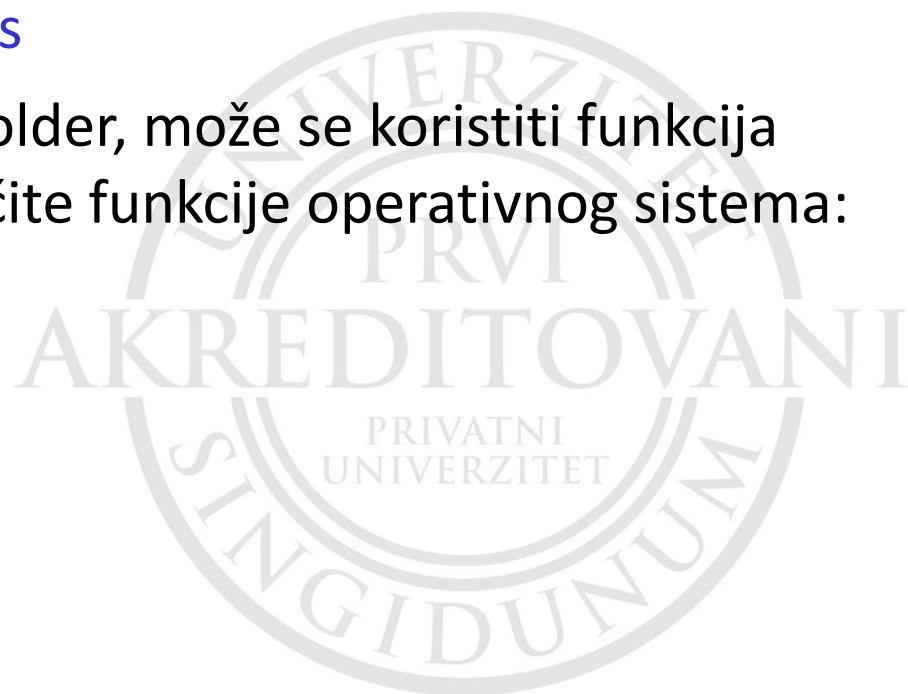 s
older, može se koristiti funkcija
čite funkcije operativnog sistema:
UNIVERZITET
PRVI
AKREDITOVANI
PRIVATNI
UNIVERZITET
SINGIDUNUM